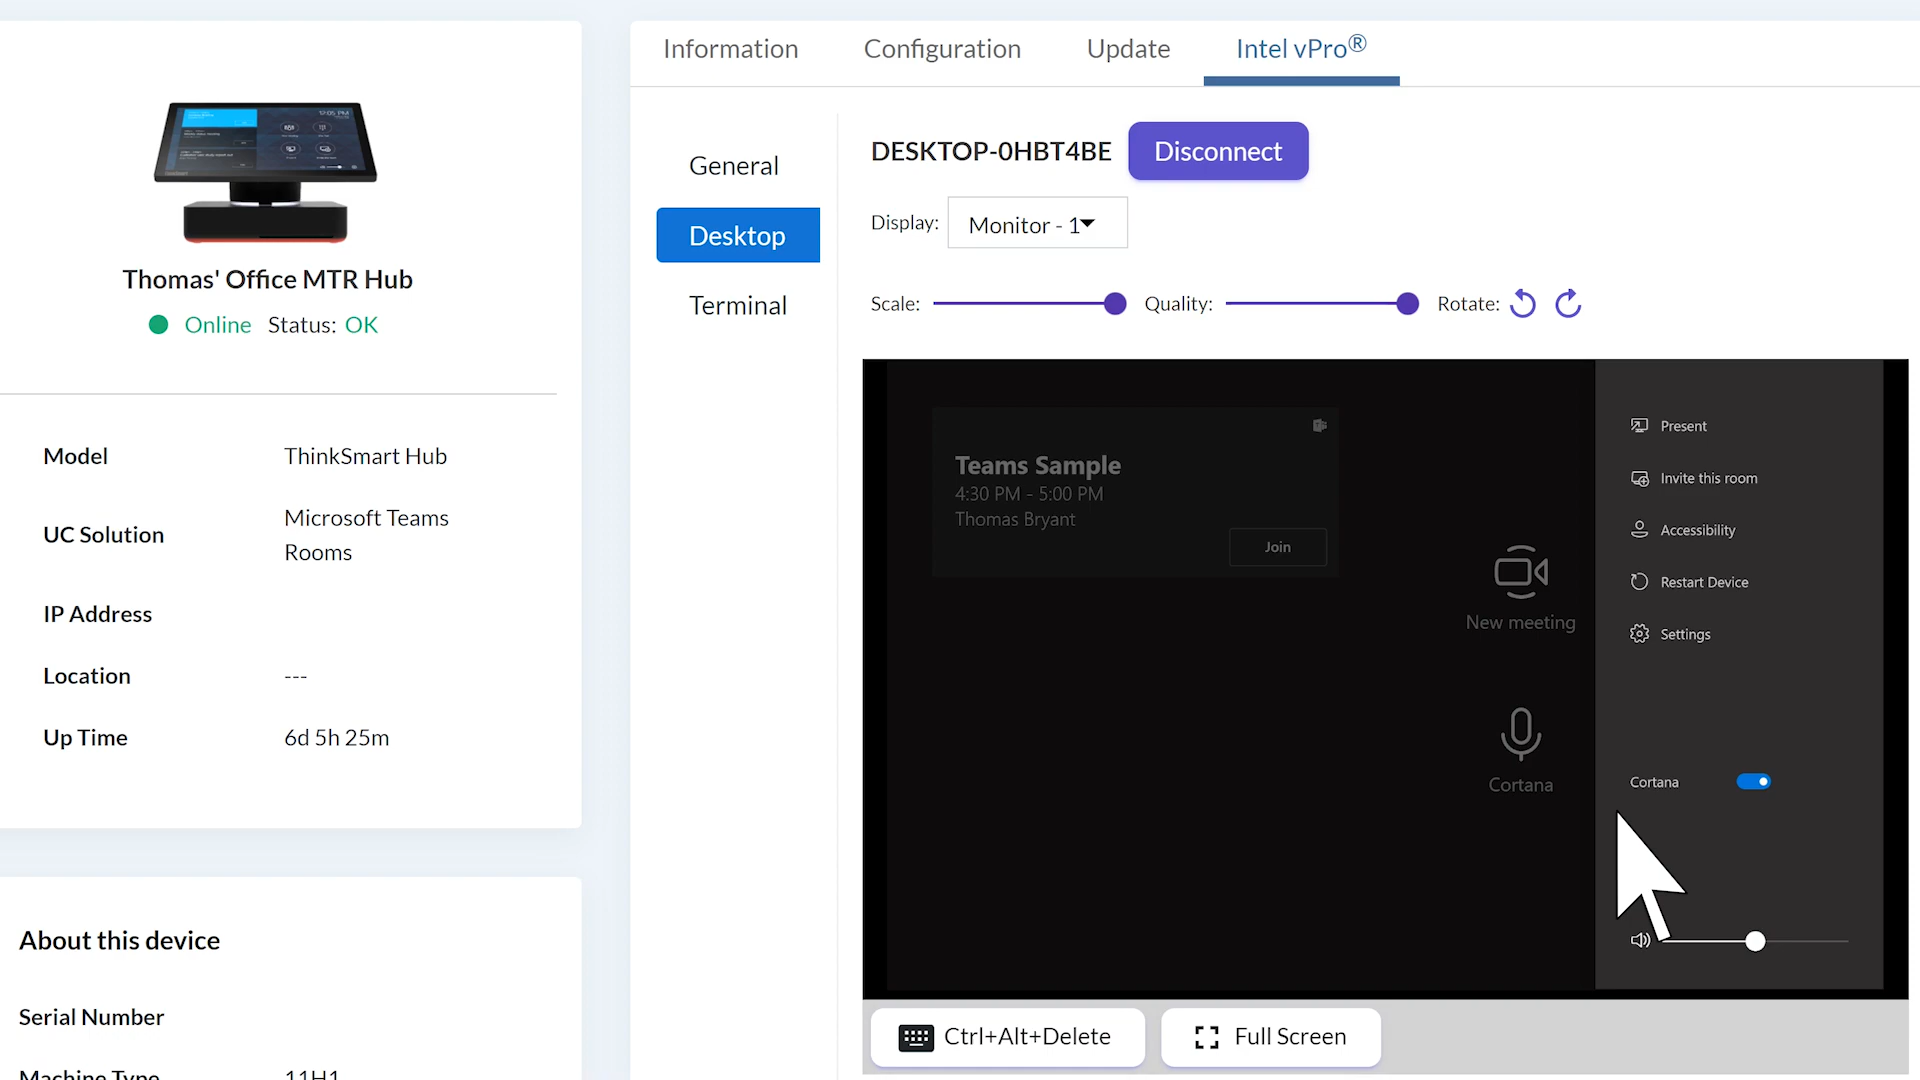 Information
Configuration
Update
Intel vPro®
Thomas' Office MTR Hub
Online Status: OK
Model ThinkSmart Hub
UC Solution Microsoft Teams
Rooms
IP Address
Location ---
Up Time 6d 5h 25m
About this device
Serial Number
Machine Type 11H1
General
Desktop
Terminal
DESKTOP-0HBT4BE Disconnect
Display: Monitor - 1
Scale: Quality: Rotate:
Teams Sample
4:30 PM - 5:00 PM
Thomas Bryant
Join
New meeting
Cortana
Present
Invite this room
Accessibility
Restart Device
Settings
Cortana
Ctrl+Alt+Delete Full Screen